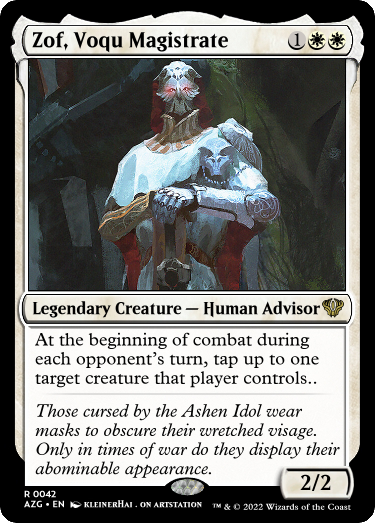 Zof, Voqu Magistrate 1
Legendary Creature — Human Advisor
At the beginning of combat during
each opponent's turn, tap up to one
target creature that player controls..
Those cursed by the Ashen Idol wear
masks to obscure their wretched visage.
Only in times of war do they display their
abominable appearance.
2/2
R 0042
AZG • EN KLEINERHAI . ON ARTSTATION ™ & © 2022 Wizards of the Coast